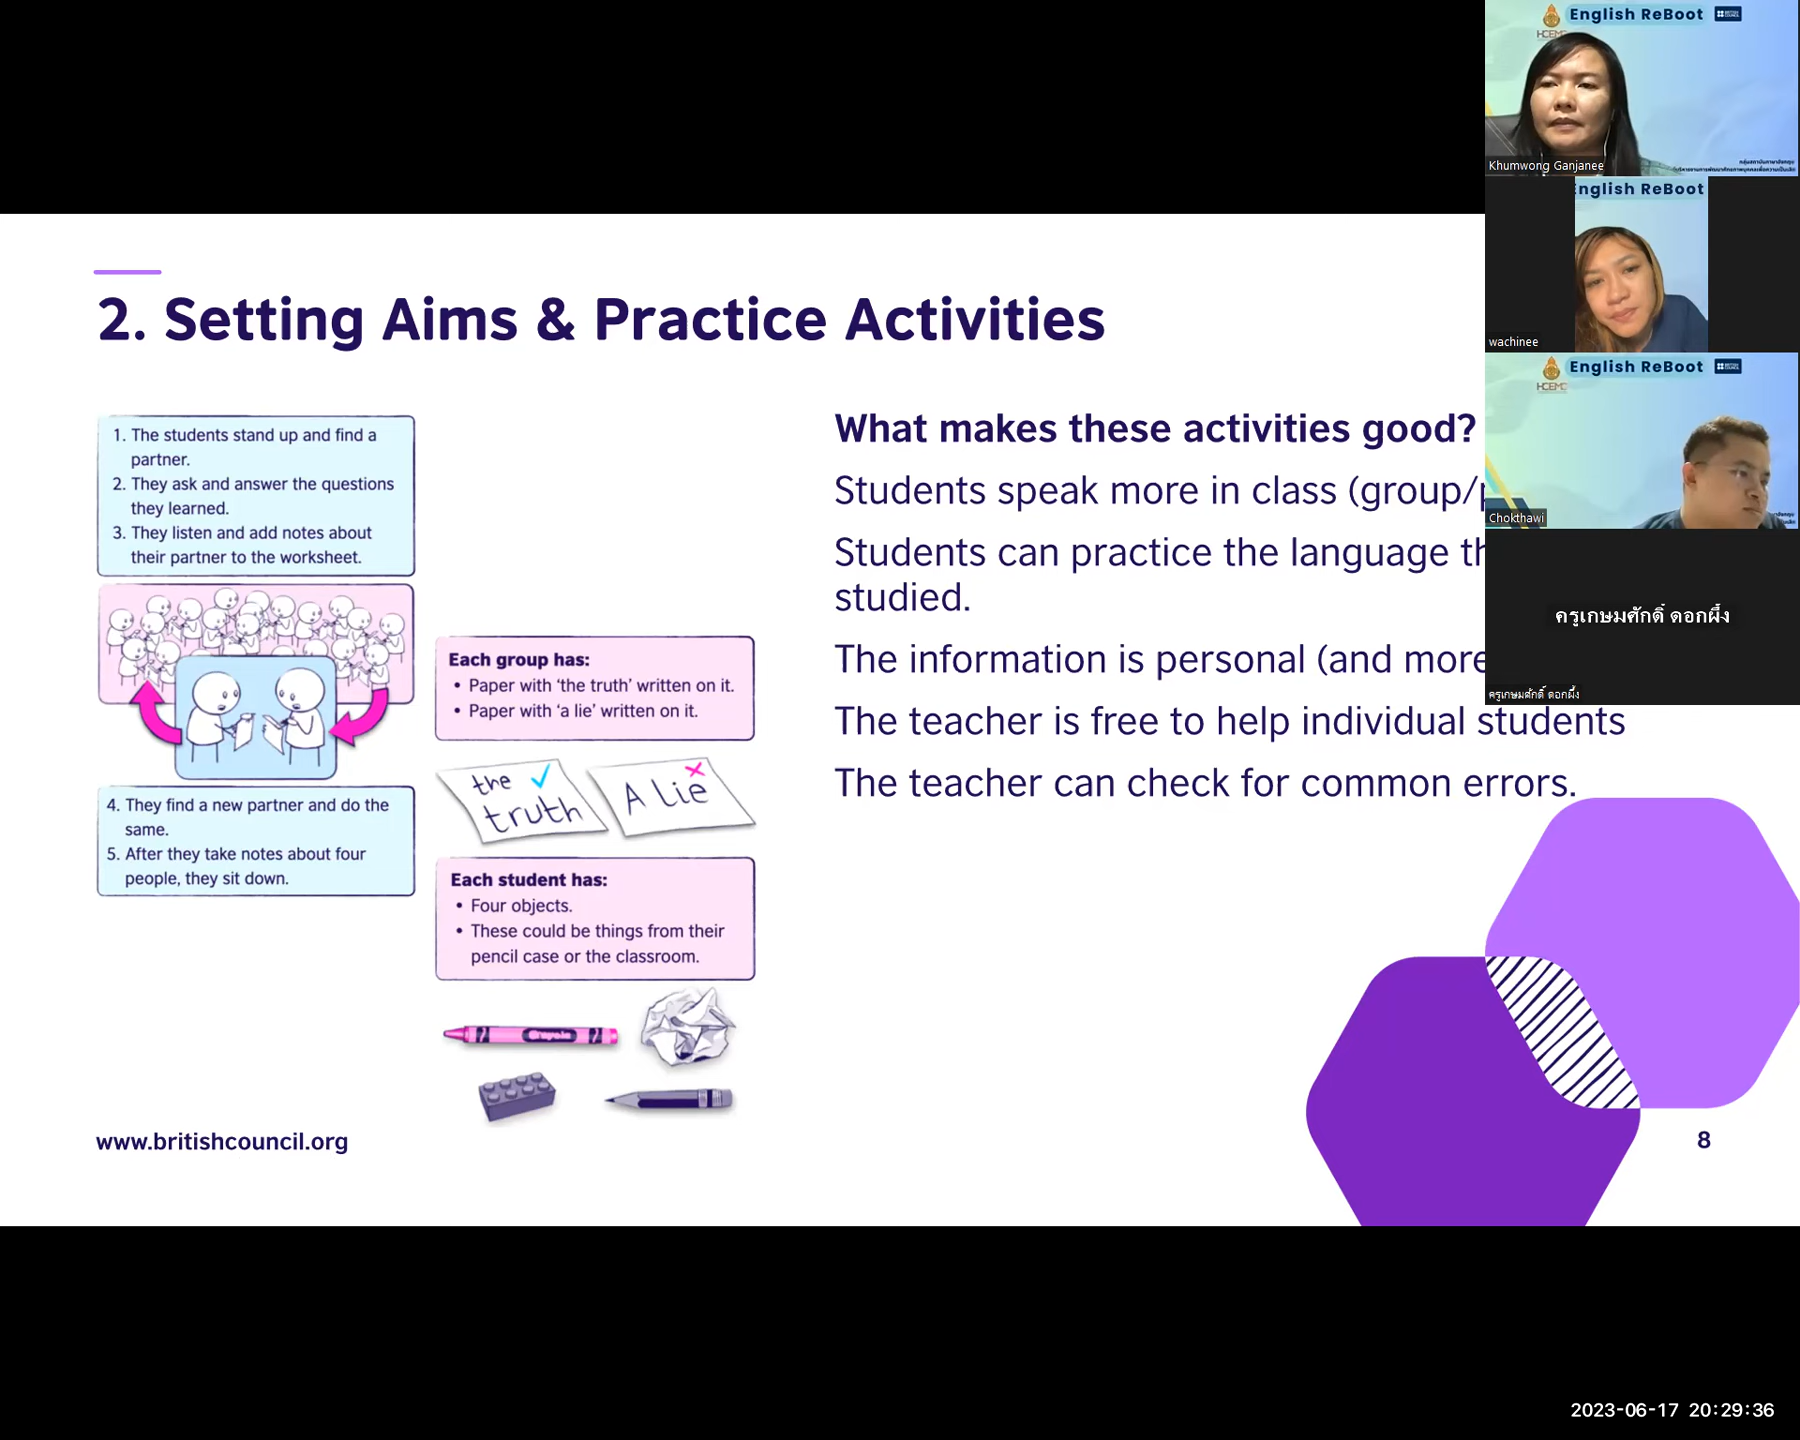 2. Setting Aims & Practice Activities
1. The students stand up and find a
partner.
2. They ask and answer the questions
they learned.
3. They listen and add notes about
their partner to the worksheet.
4. They find a new partner and do the
same.
5. After they take notes about four
people, they sit down.
Each group has:
• Paper with ‘the truth’ written on it.
• Paper with ‘a lie’ written on it.
the
truth
A Lie
Each student has:
• Four objects.
• These could be things from their
pencil case or the classroom.
Crayola
What makes these activities good?
Students speak more in class (group/
Students can practice the language
studied.
The information is personal (and more
The teacher is free to help individual students
The teacher can check for common errors.
www.britishcouncil.org
8
English ReBoot
Khumwong Ganjanee
English ReBoot
wachinee
English ReBoot
HCEMC
Chokthawi
ครูเกษมศักดิ์ ดอกผึ้ง
ครูเกษมศักดิ์ ดอกผึ้ง
2023-06-17 20:29:36